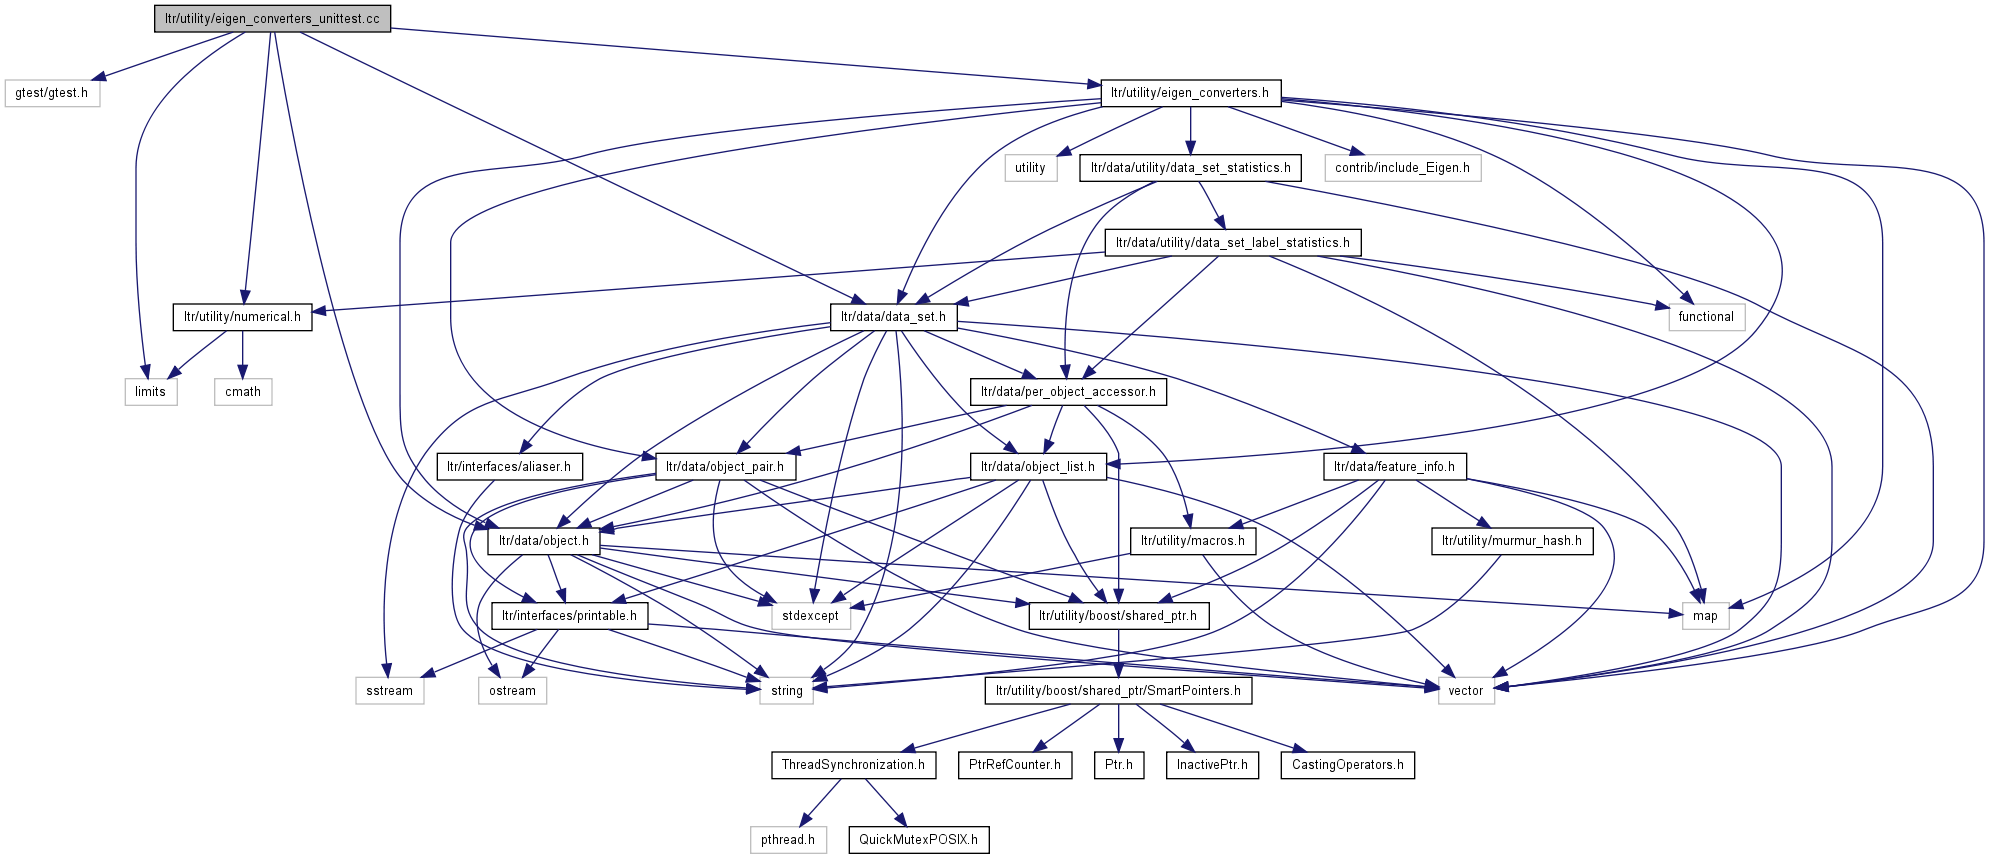 ltr/utility/eigen_converters_unittest.cc
gtest/gtest.h
ltr/utility/eigen_converters.h
utility
ltr/data/utility/data_set_statistics.h
contrib/include_Eigen.h
ltr/data/utility/data_set_label_statistics.h
ltr/utility/numerical.h
ltr/data/data_set.h
functional
limits
cmath
ltr/data/per_object_accessor.h
ltr/interfaces/aliaser.h
ltr/data/object_pair.h
ltr/data/object_list.h
ltr/data/feature_info.h
ltr/data/object.h
ltr/utility/macros.h
ltr/utility/murmur_hash.h
ltr/interfaces/printable.h
stdexcept
ltr/utility/boost/shared_ptr.h
map
sstream
ostream
string
ltr/utility/boost/shared_ptr/SmartPointers.h
vector
ThreadSynchronization.h
PtrRefCounter.h
Ptr.h
InactivePtr.h
CastingOperators.h
pthread.h
QuickMutexPOSIX.h